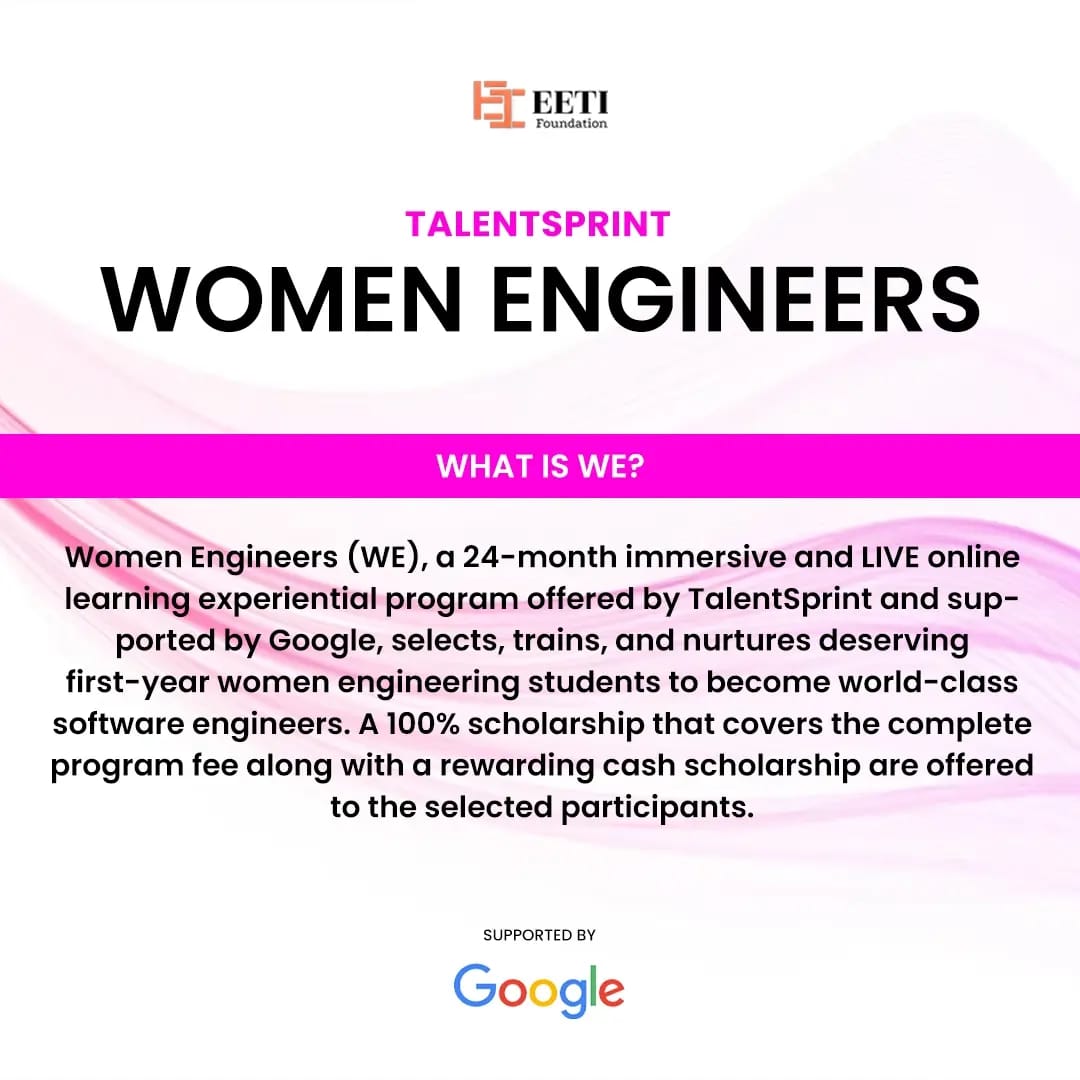 EETI
Foundation
TALENTSPRINT
WOMEN ENGINEERS
WHAT IS WE?
Women Engineers (WE), a 24-month immersive and LIVE online
learning experiential program offered by TalentSprint and sup-
ported by Google, selects, trains, and nurtures deserving
first-year women engineering students to become world-class
software engineers. A 100% scholarship that covers the complete
program fee along with a rewarding cash scholarship are offered
to the selected participants.
SUPPORTED BY
Google